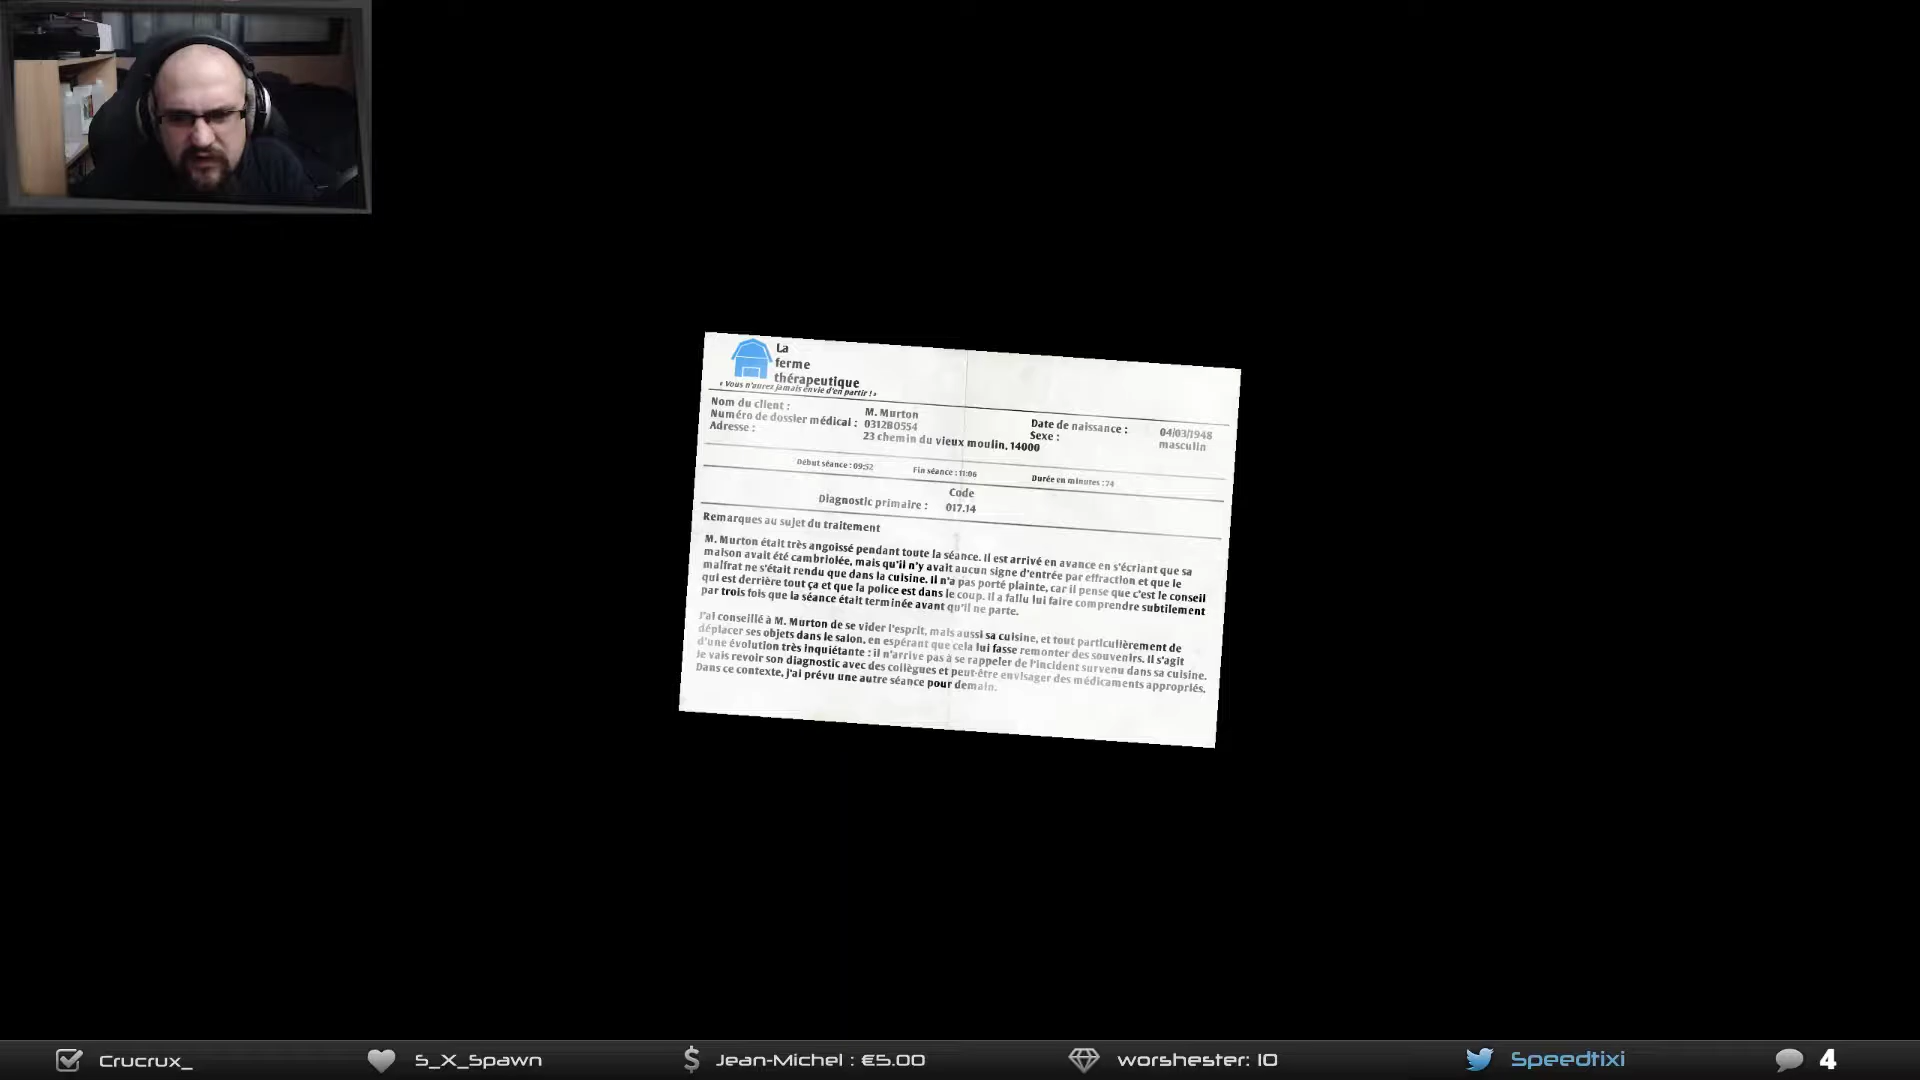 La
ferme
thérapeutique
« Vous n'aurez jamais envie d'en partir ! »
Nom du client : M. Murton Date de naissance : 04/03/1948
Numéro de dossier médical : 0312B0554 Sexe : masculin
Adresse : 23 chemin du vieux moulin, 14000
Début séance : 09:52 Fin séance : 11:06 Durée en minutes : 74
Code
Diagnostic primaire : 017.14
Remarques au sujet du traitement
M. Murton était très angoissé pendant toute la séance. Il est arrivé en avance en s'écriant que sa
maison avait été cambriolée, mais qu'il n'y avait aucun signe d'entrée par effraction et que le
malfrat ne s'était rendu que dans la cuisine. Il n'a pas porté plainte, car il pense que c'est le conseil
qui est derrière tout ça et que la police est dans le coup. Il a fallu lui faire comprendre subtilement
par trois fois que la séance était terminée avant qu'il ne parte.
J'ai conseillé à M. Murton de se vider l'esprit, mais aussi sa cuisine, et tout particulièrement de
déplacer ses objets dans le salon, en espérant que cela lui fasse remonter des souvenirs. Il s'agit
d'une évolution très inquiétante : il n'arrive pas à se rappeler de l'incident survenu dans sa cuisine.
Je vais revoir son diagnostic avec des collègues et peut-être envisager des médicaments appropriés.
Dans ce contexte, j'ai prévu une autre séance pour demain.
Crucrux_ S_X_Spawn Jean-Michel : €5.00 worshester: 10 Speedtixi 4